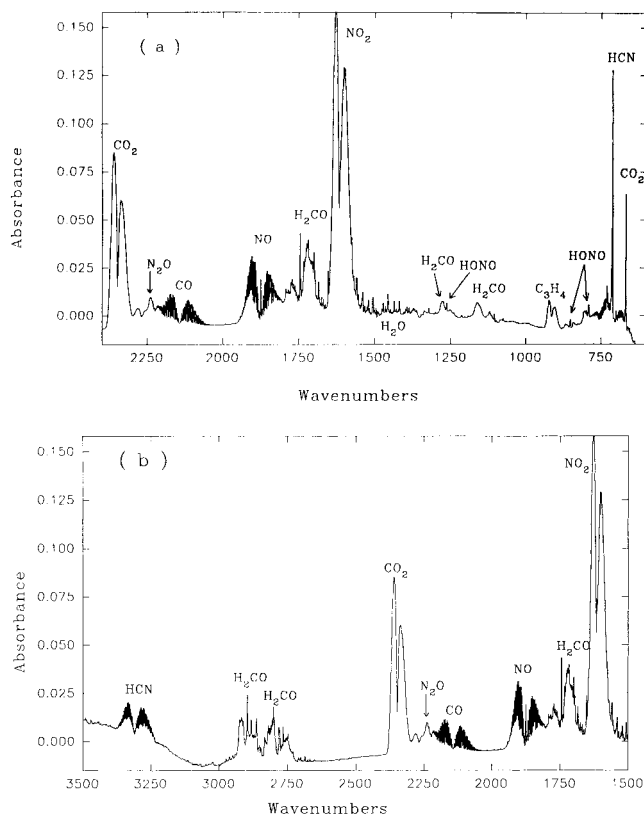 ( a )
NO2
HCN
CO2
CO2
H2CO
N2O
NO
CO
H2CO
HONO
H2CO
HONO
C3H4
H2O
0.150
0.125
0.100
0.075
0.050
0.025
0.000
Absorbance
2250 2000 1750 1500 1250 1000 750
Wavenumbers
( b )
NO2
CO2
H2CO
HCN
H2CO
H2CO
N2O
NO
CO
0.150
0.125
0.100
0.075
0.050
0.025
0.000
Absorbance
3500 3250 3000 2750 2500 2250 2000 1750 1500
Wavenumbers